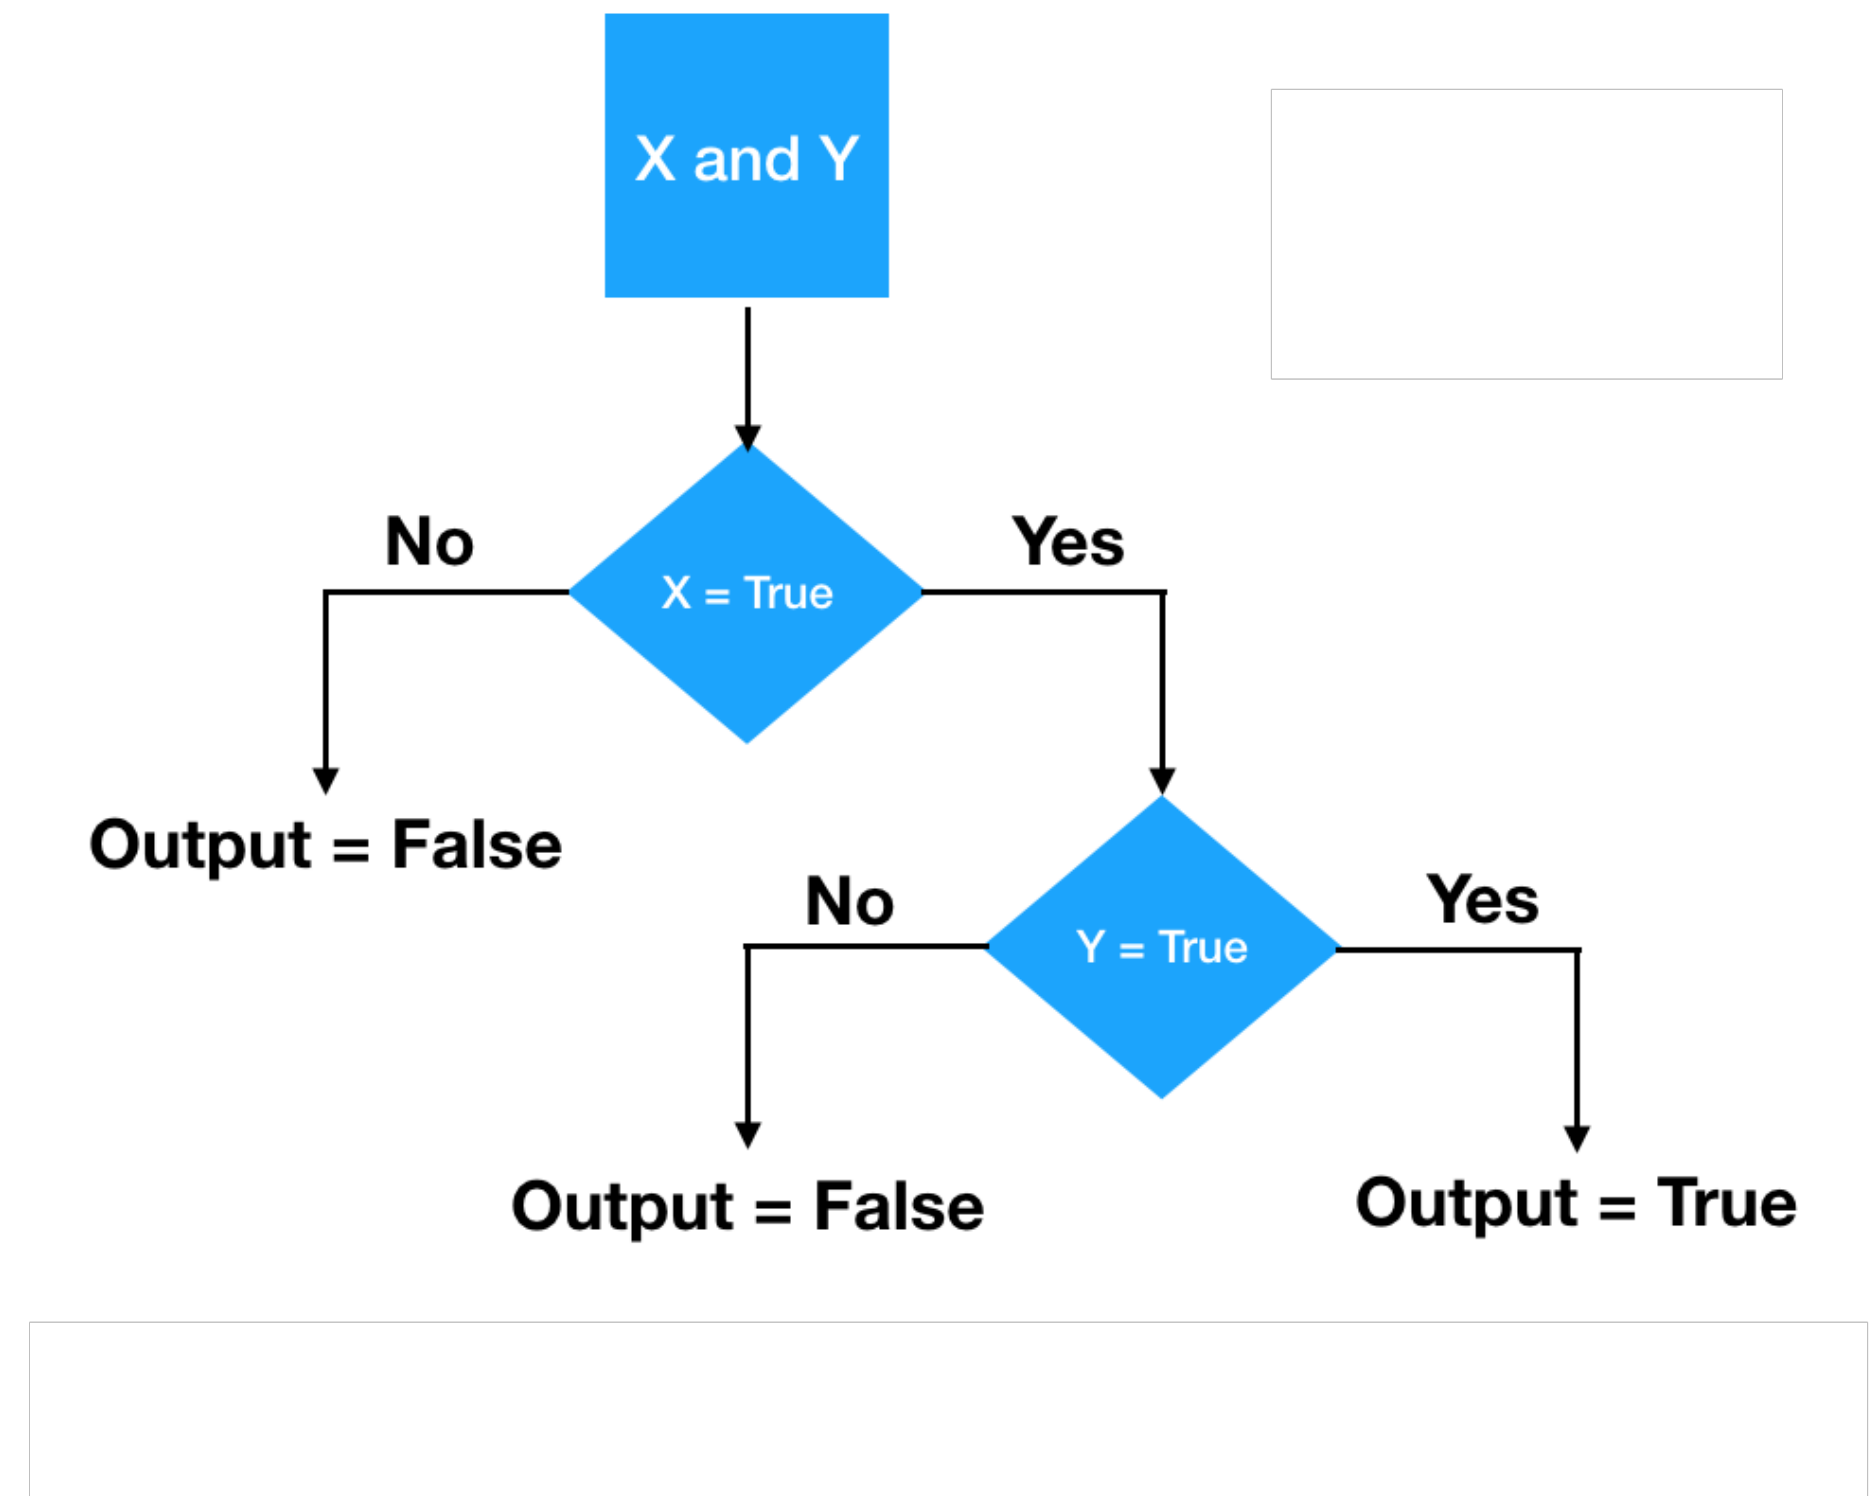 X and Y
No
Yes
X = True
Output = False
No
Yes
Y = True
Output = False
Output = True